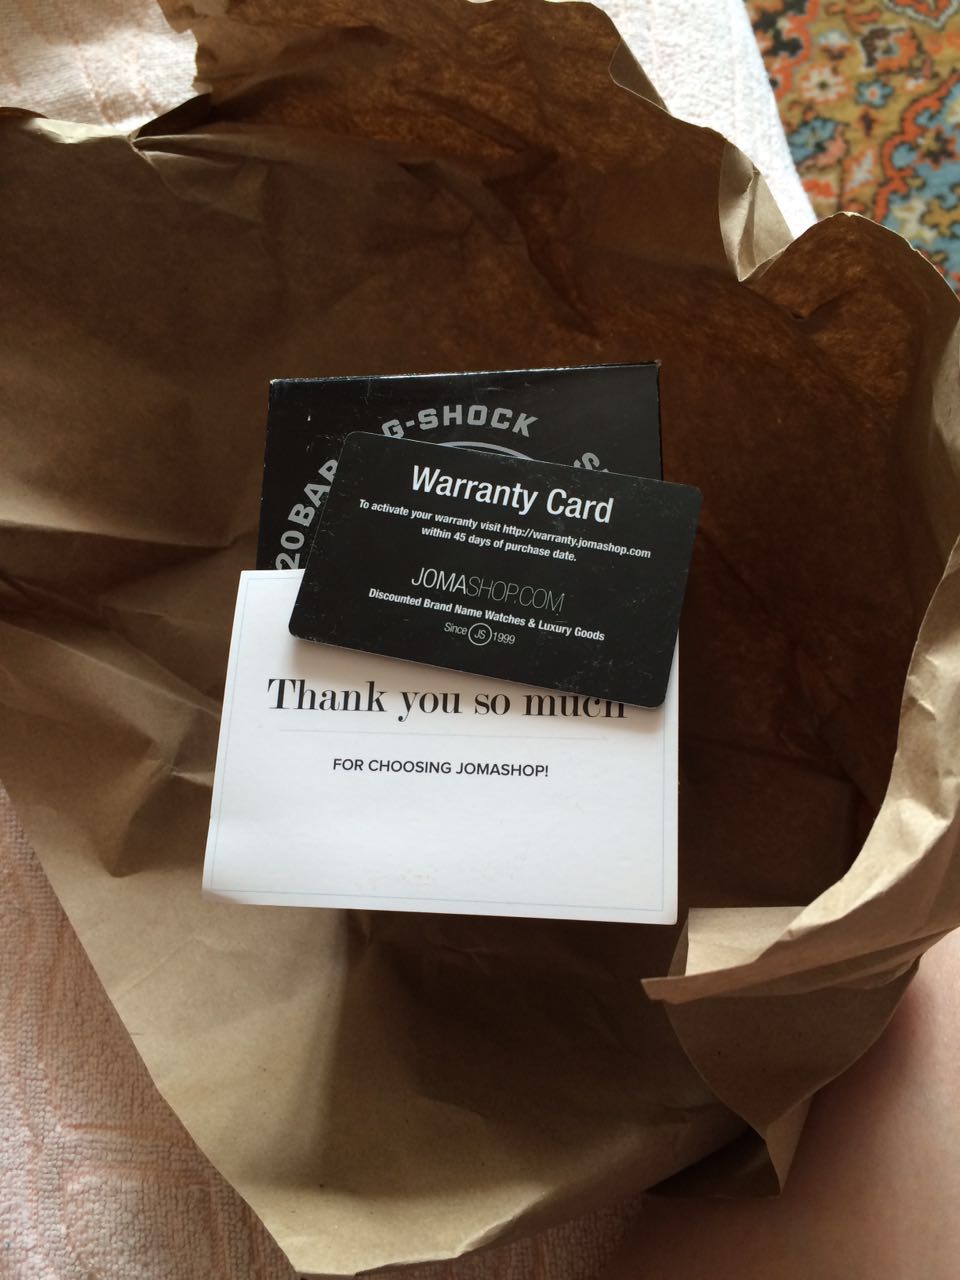 G-SHOCK
20BAR
Warranty Card
To activate your warranty visit http://warranty.jomashop.com
within 45 days of purchase date.
JOMASHOP.COM
Discounted Brand Name Watches & Luxury Goods
Since JS 1999
Thank you so much
FOR CHOOSING JOMASHOP!